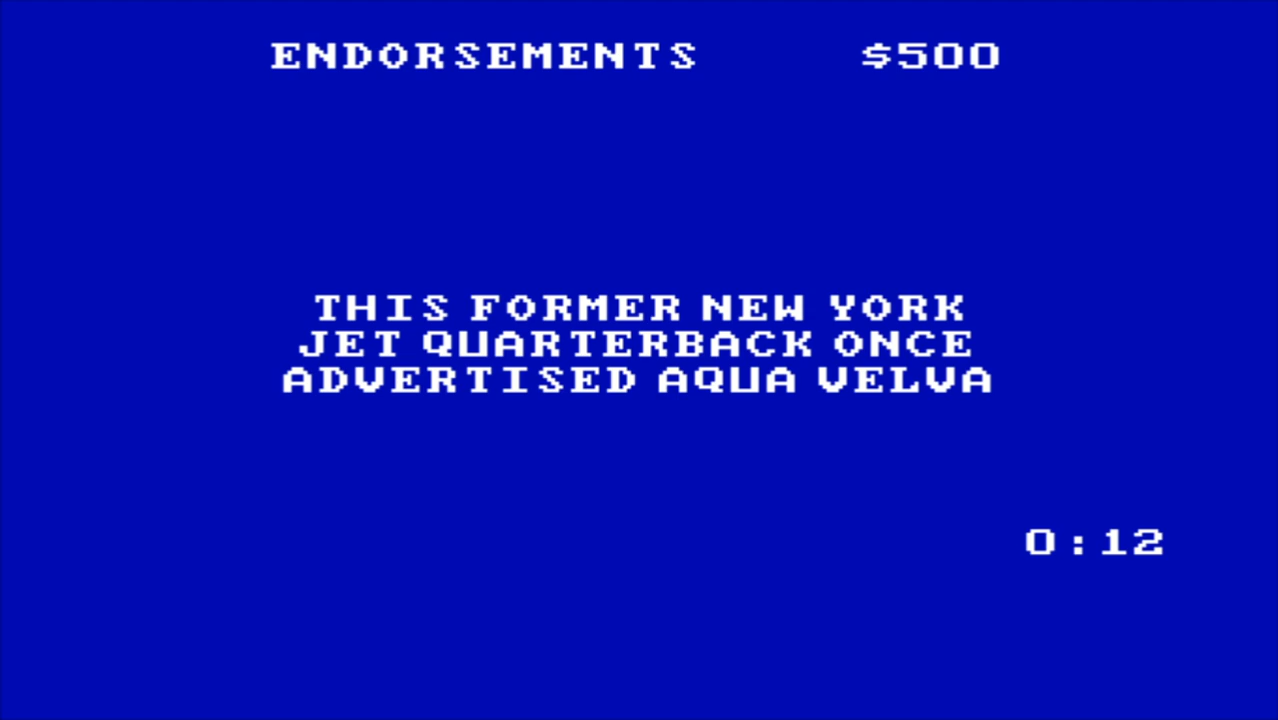 ENDORSEMENTS $500
THIS FORMER NEW YORK
JET QUARTERBACK ONCE
ADVERTISED AQUA VELVA
0:12